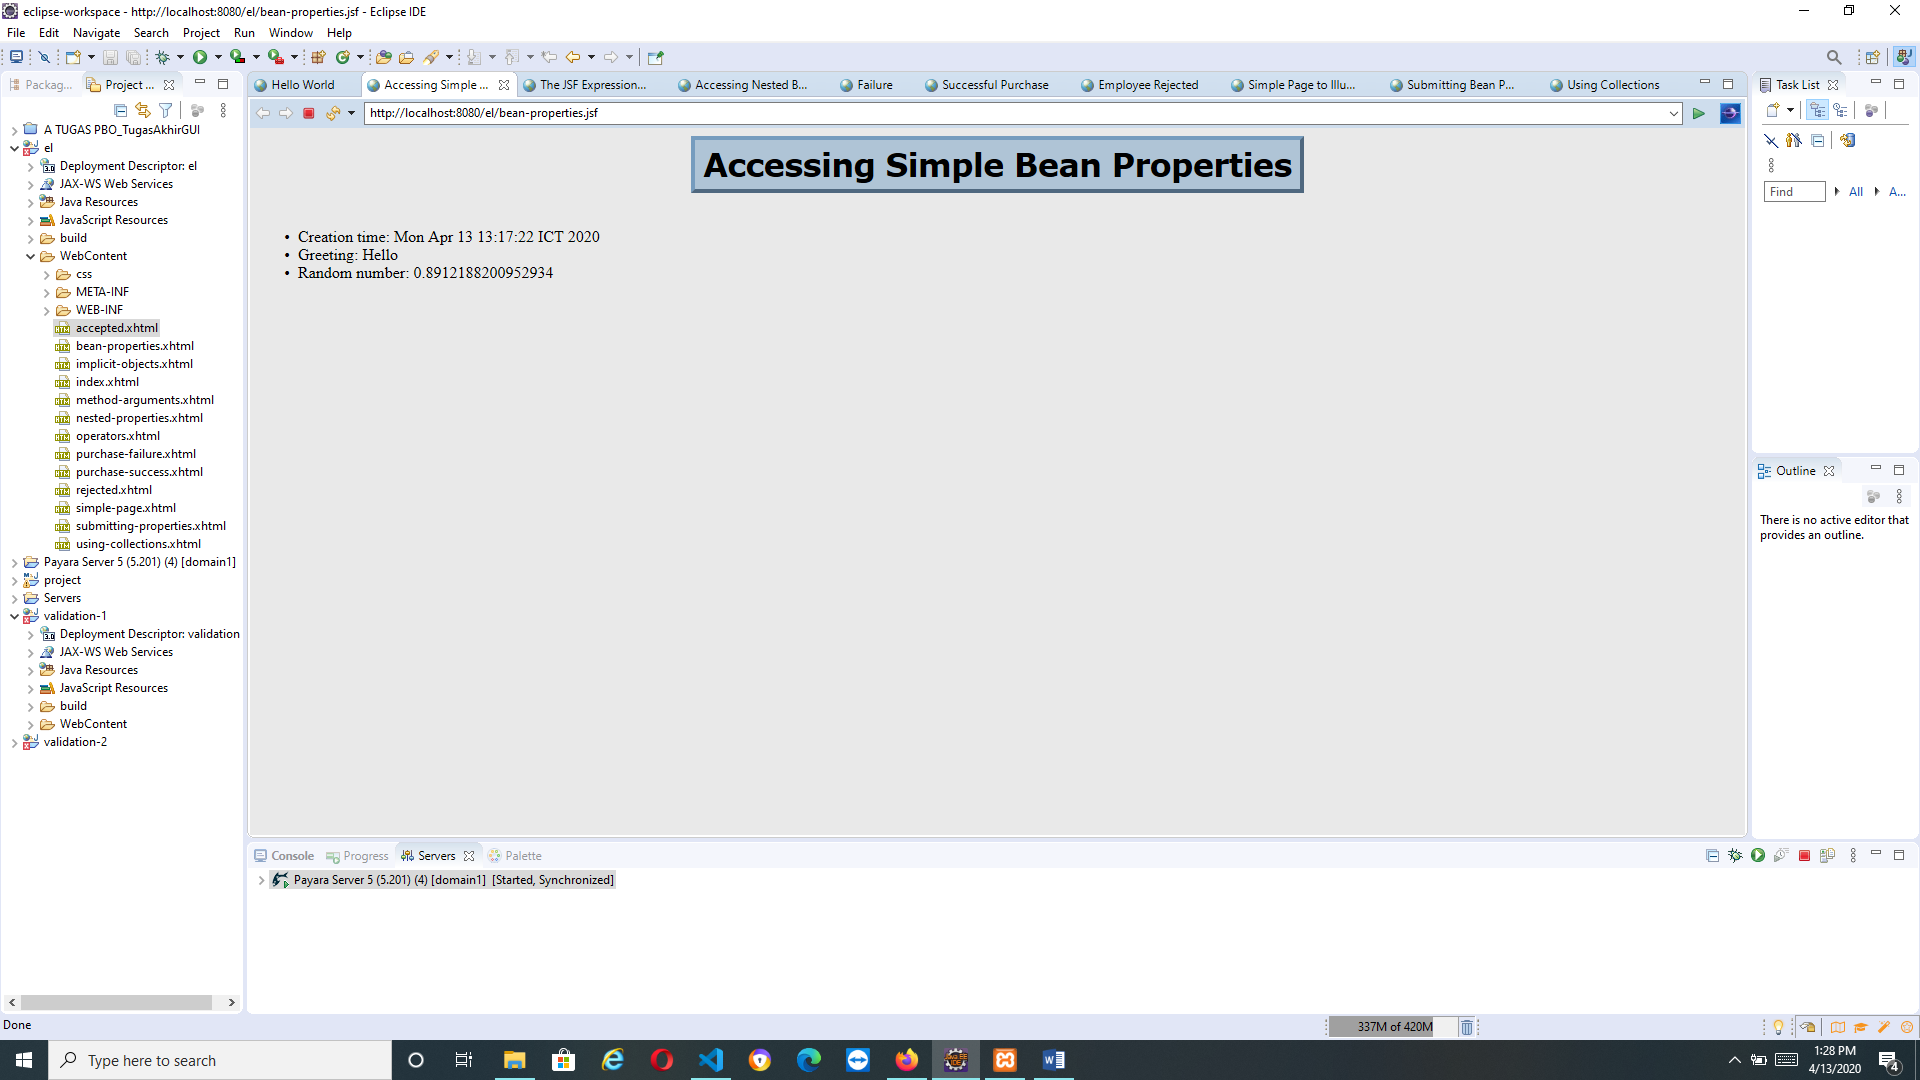 eclipse-workspace - http://localhost:8080/el/bean-properties.jsf - Eclipse IDE
File Edit Navigate Search Project Run Window Help
Packag... Project ...
Hello World Accessing Simple ... The JSF Expression... Accessing Nested B... Failure Successful Purchase Employee Rejected Simple Page to Illu... Submitting Bean P... Using Collections
http://localhost:8080/el/bean-properties.jsf
Accessing Simple Bean Properties
• Creation time: Mon Apr 13 13:17:22 ICT 2020
• Greeting: Hello
• Random number: 0.8912188200952934
A TUGAS PBO_TugasAkhirGUI
el
Deployment Descriptor: el
JAX-WS Web Services
Java Resources
JavaScript Resources
build
WebContent
css
META-INF
WEB-INF
accepted.xhtml
bean-properties.xhtml
implicit-objects.xhtml
index.xhtml
method-arguments.xhtml
nested-properties.xhtml
operators.xhtml
purchase-failure.xhtml
purchase-success.xhtml
rejected.xhtml
simple-page.xhtml
submitting-properties.xhtml
using-collections.xhtml
Payara Server 5 (5.201) (4) [domain1]
project
Servers
validation-1
Deployment Descriptor: validation
JAX-WS Web Services
Java Resources
JavaScript Resources
build
WebContent
validation-2
Task List
Find All A...
Outline
There is no active editor that
provides an outline.
Console Progress Servers Palette
Payara Server 5 (5.201) (4) [domain1] [Started, Synchronized]
Done
337M of 420M
Type here to search
1:28 PM
4/13/2020
4